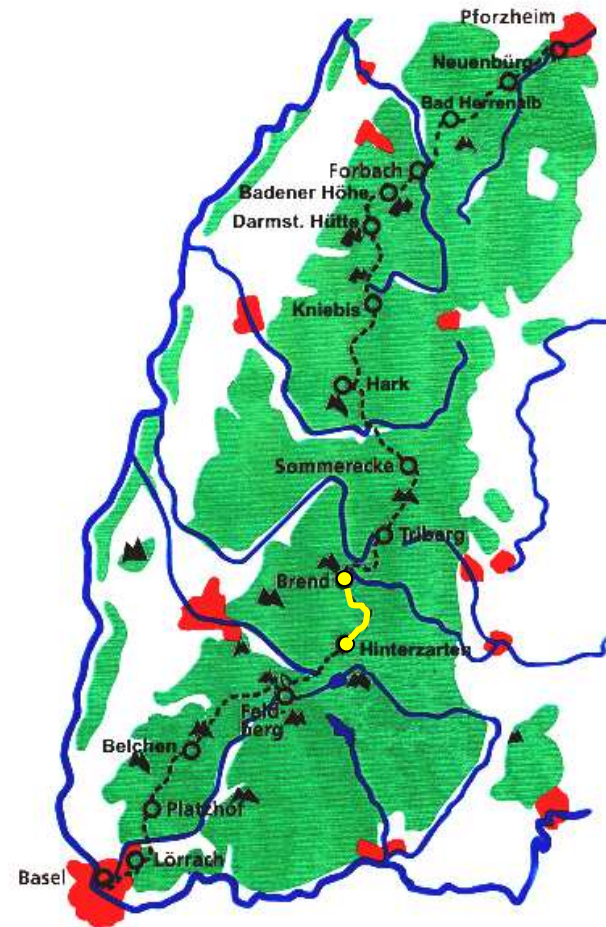 Pforzheim
Neuenbürg
Bad Herrenalb
Forbach
Badener Höhe
Darmst. Hütte
Kniebis
Hark
Sommerecke
Triberg
Brend
Hinterzarten
Feld-
berg
Belchen
Platzhof
Lörrach
Basel